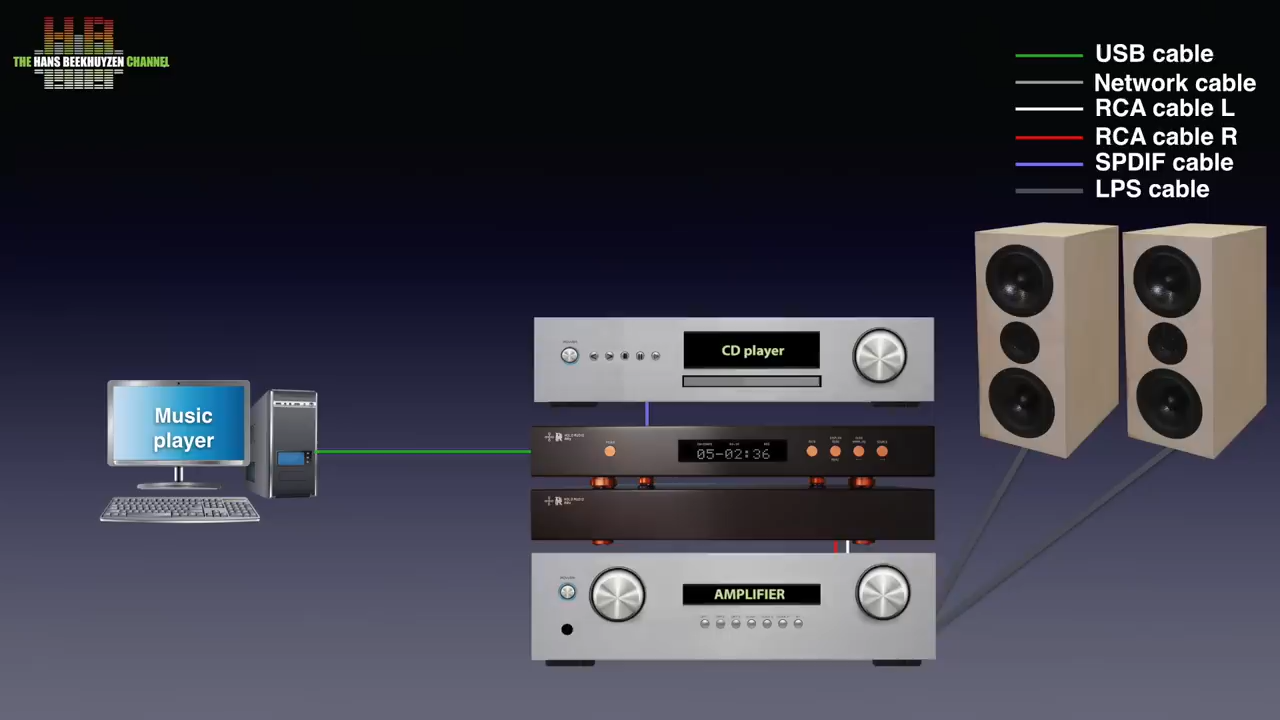 THE HANS BEEKHUYZEN CHANNEL
USB cable
Network cable
RCA cable L
RCA cable R
SPDIF cable
LPS cable
CD player
Music
player
05-02:36
AMPLIFIER